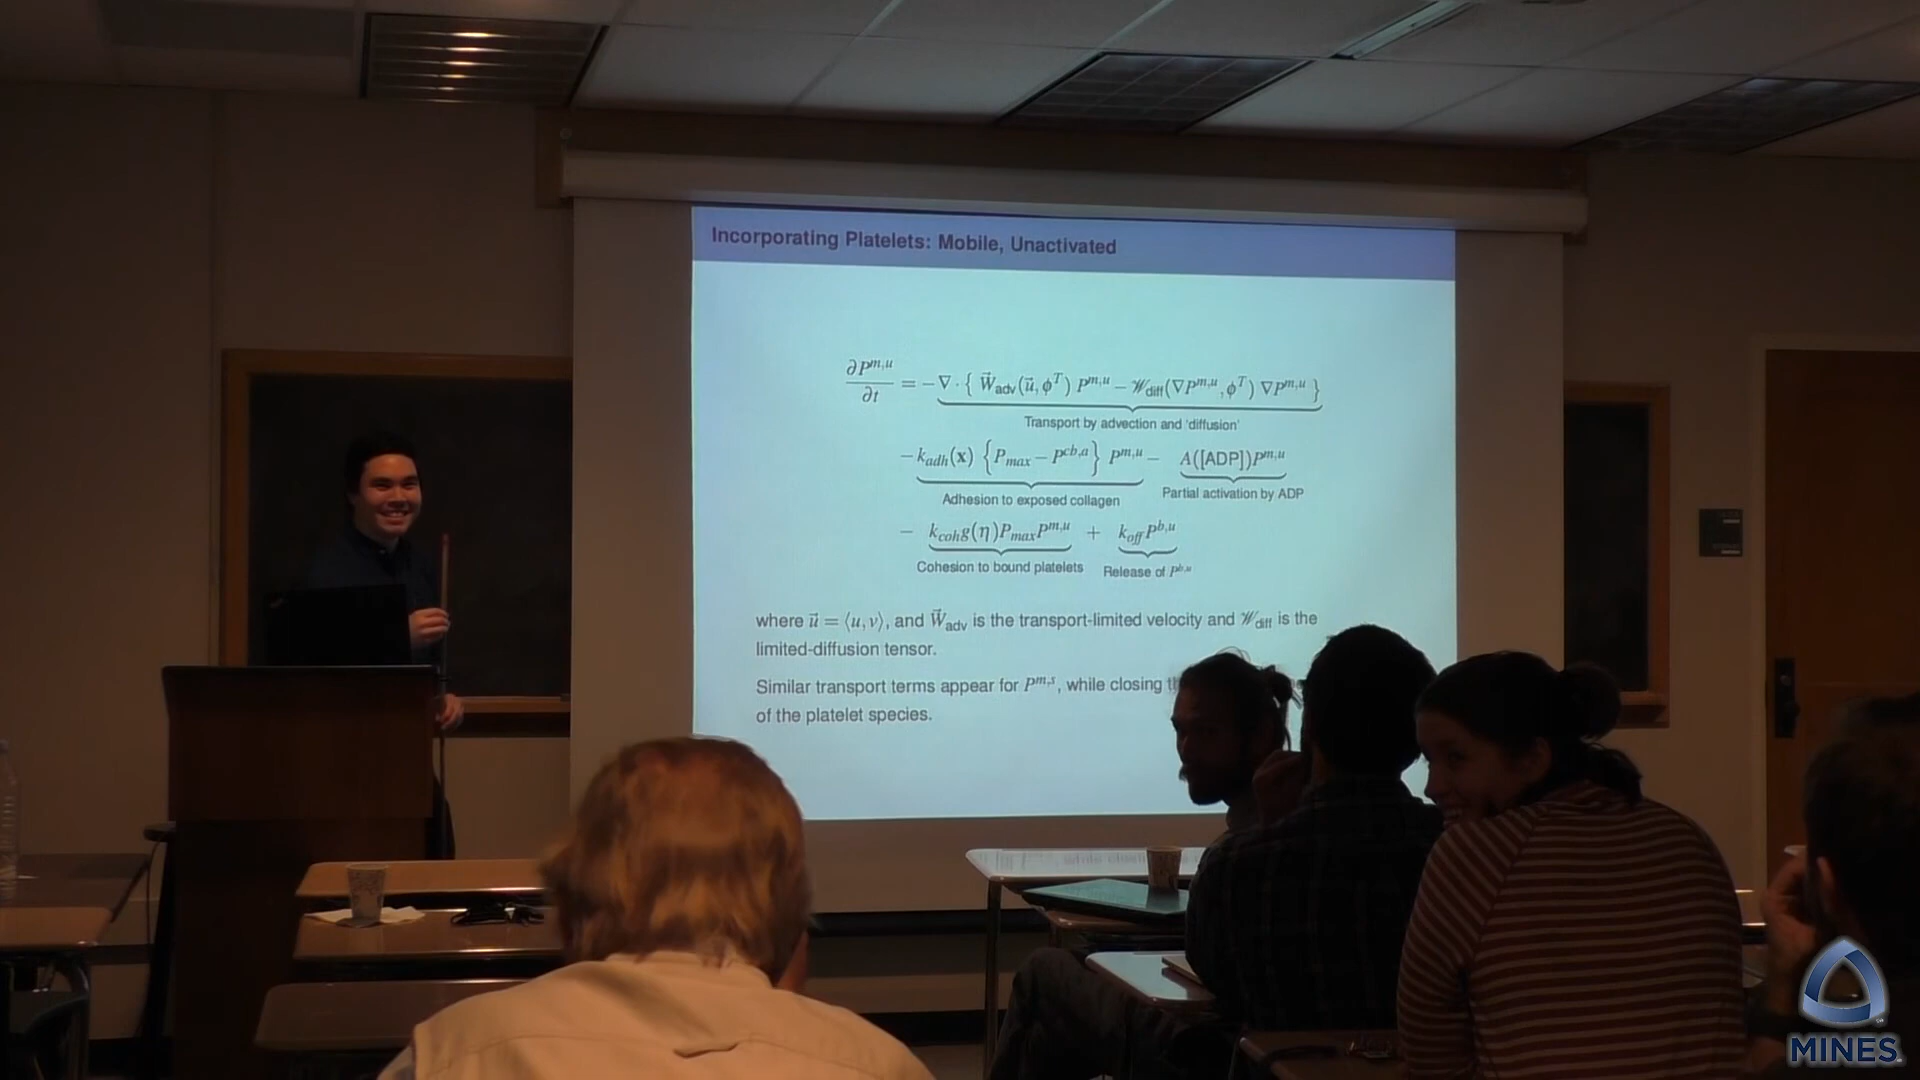 Incorporating Platelets: Mobile, Unactivated
∂P^{m,u}/∂t = −∇·{ W⃗_adv(u⃗,ϕ^T) P^{m,u} − 𝒲_diff(∇P^{m,u},ϕ^T) ∇P^{m,u} }
Transport by advection and 'diffusion'
−k_adh(x) {P_max − P^{cb,a}} P^{m,u} − A([ADP])P^{m,u}
Adhesion to exposed collagen Partial activation by ADP
− k_coh g(η)P_max P^{m,u} + k_off P^{b,u}
Cohesion to bound platelets Release of P^{b,u}
where u⃗ = ⟨u,v⟩, and W⃗_adv is the transport-limited velocity and 𝒲_diff is the
limited-diffusion tensor.
Similar transport terms appear for P^{m,s}, while closing
of the platelet species.
MINES